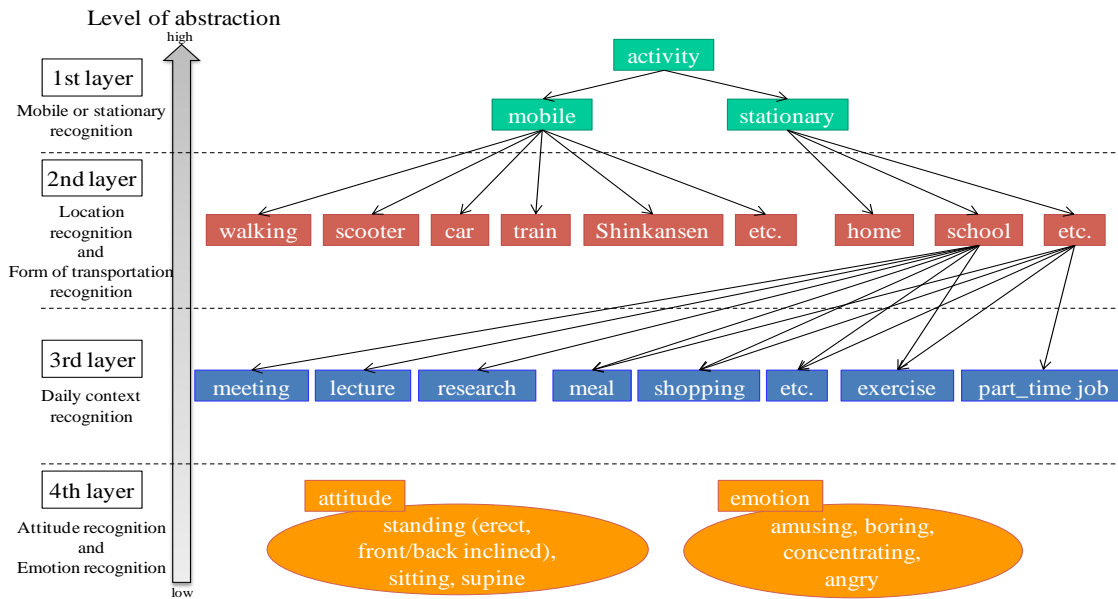 Level of abstraction
high
1st layer
Mobile or stationary
recognition
activity
mobile
stationary
2nd layer
Location
recognition
and
Form of transportation
recognition
walking
scooter
car
train
Shinkansen
etc.
home
school
etc.
3rd layer
Daily context
recognition
meeting
lecture
research
meal
shopping
etc.
exercise
part_time job
4th layer
Attitude recognition
and
Emotion recognition
low
attitude
standing (erect,
front/back inclined),
sitting, supine
emotion
amusing, boring,
concentrating,
angry